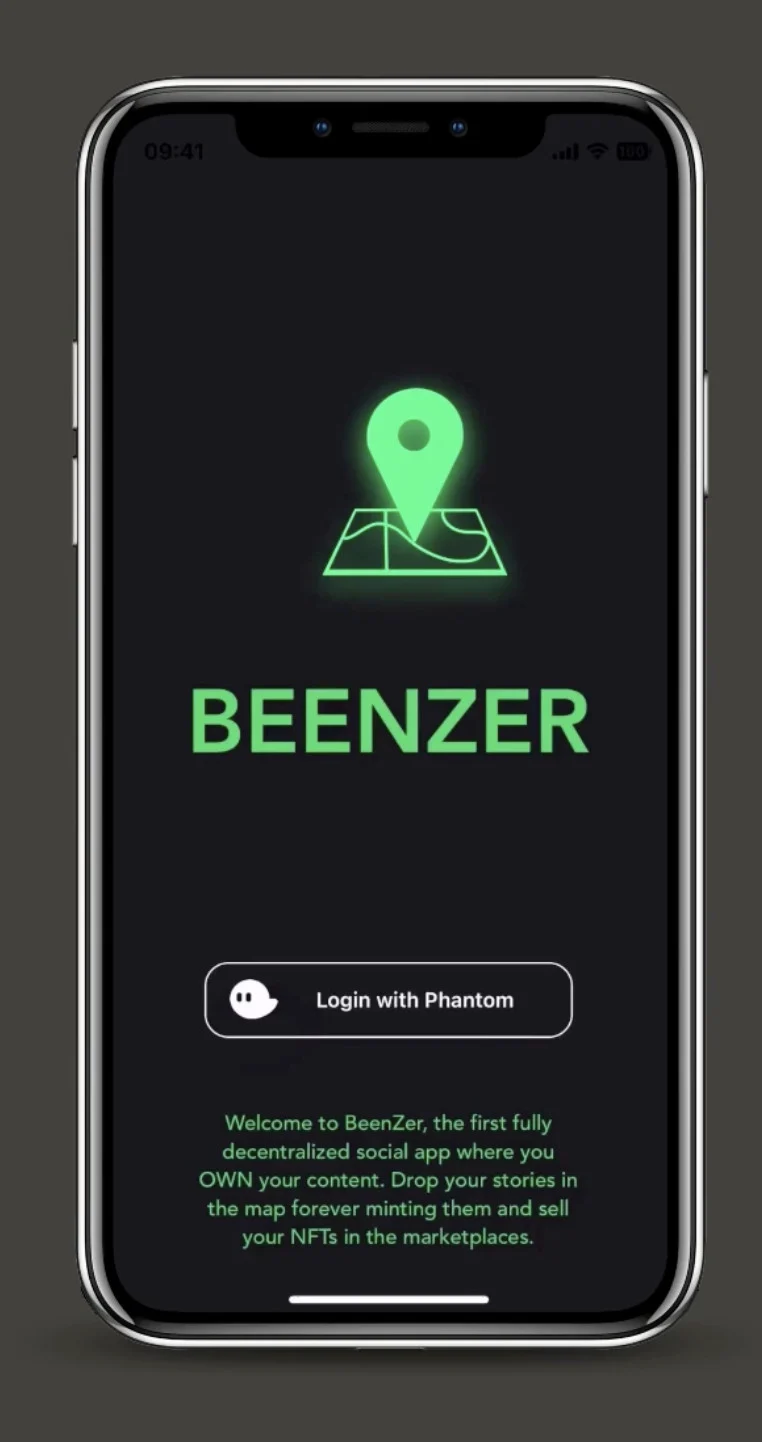 09:41
100
BEENZER
Login with Phantom
Welcome to BeenZer, the first fully
decentralized social app where you
OWN your content. Drop your stories in
the map forever minting them and sell
your NFTs in the marketplaces.